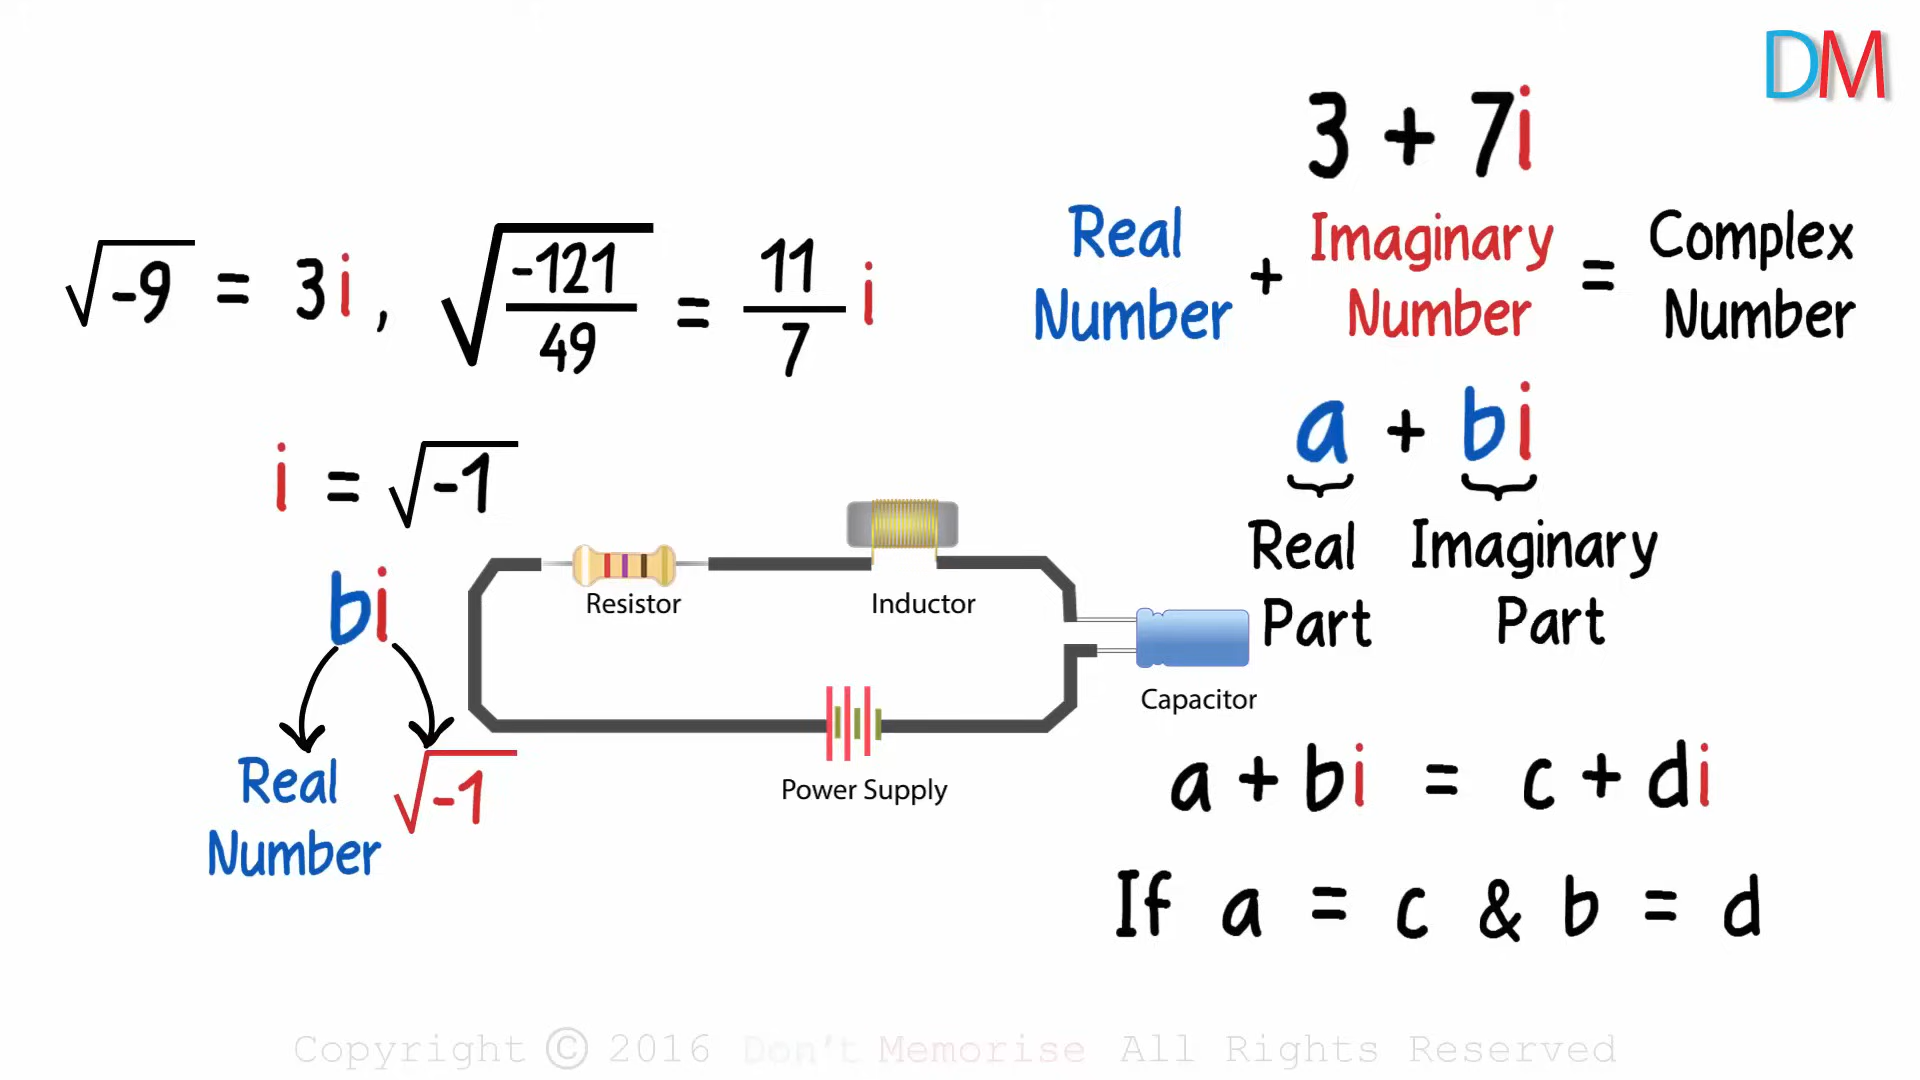 DM
3 + 7i
Real Number + Imaginary Number = Complex Number
√-9 = 3i , √-121/49 = 11/7 i
a + bi
Real Part
Imaginary Part
i = √-1
bi
Real Number
√-1
Resistor
Inductor
Capacitor
Power Supply
a + bi = c + di
If a = c & b = d
Copyright © 2016 Don't Memorise All Rights Reserved